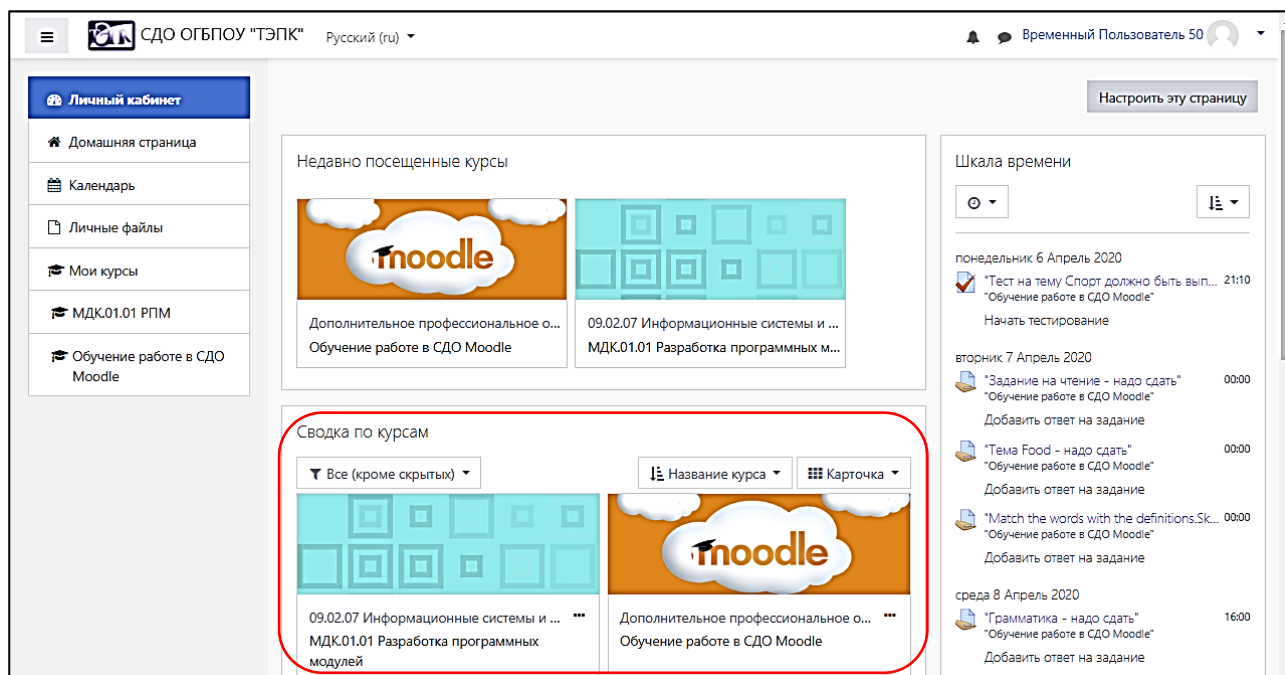 СДО ОГБПОУ "ТЭПК" Русский (ru)
Временный Пользователь 50
Личный кабинет
Домашняя страница
Календарь
Личные файлы
Мои курсы
МДК.01.01 РПМ
Обучение работе в СДО
Moodle
Настроить эту страницу
Недавно посещенные курсы
moodle
Дополнительное профессиональное о...
Обучение работе в СДО Moodle
09.02.07 Информационные системы и ...
МДК.01.01 Разработка программных м...
Сводка по курсам
Все (кроме скрытых)
Название курса
Карточка
09.02.07 Информационные системы и ...
МДК.01.01 Разработка программных
модулей
moodle
Дополнительное профессиональное о...
Обучение работе в СДО Moodle
Шкала времени
понедельник 6 Апрель 2020
"Тест на тему Спорт должно быть вып... 21:10
"Обучение работе в СДО Moodle"
Начать тестирование
вторник 7 Апрель 2020
"Задание на чтение - надо сдать" 00:00
"Обучение работе в СДО Moodle"
Добавить ответ на задание
"Тема Food - надо сдать" 00:00
"Обучение работе в СДО Moodle"
Добавить ответ на задание
"Match the words with the definitions.Sk... 00:00
"Обучение работе в СДО Moodle"
Добавить ответ на задание
среда 8 Апрель 2020
"Грамматика - надо сдать" 16:00
"Обучение работе в СДО Moodle"
Добавить ответ на задание